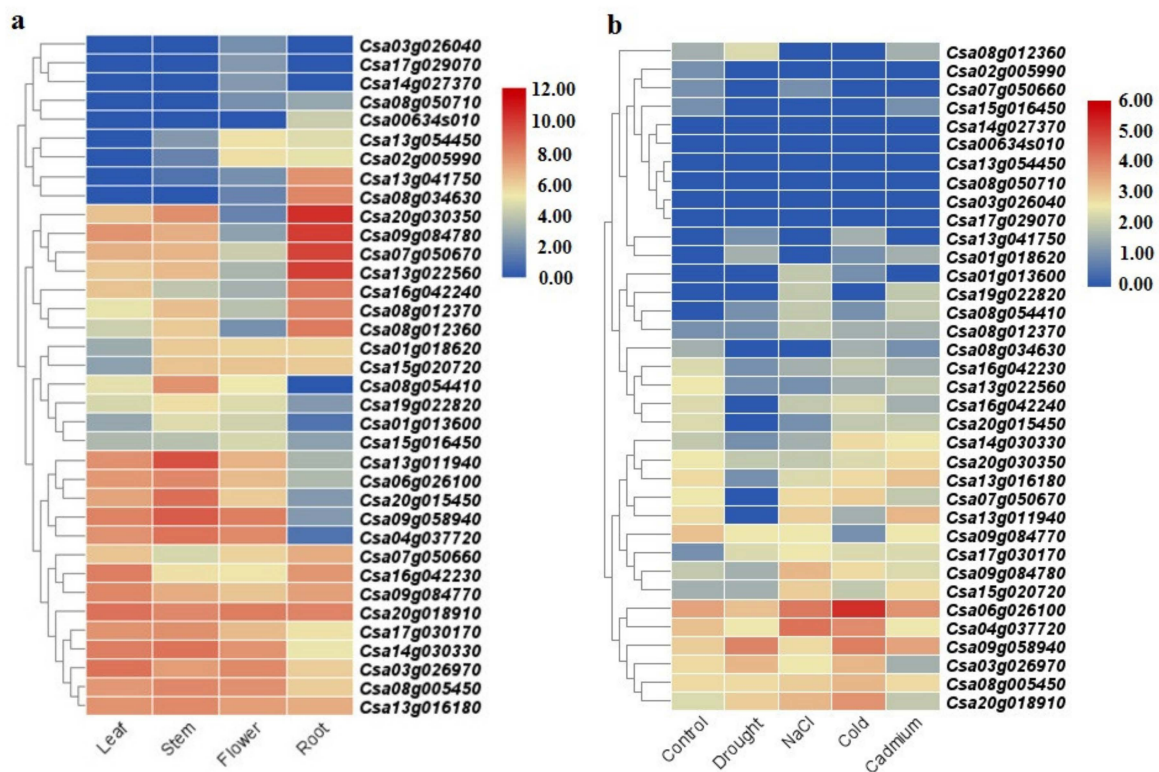 a
Csa03g026040
Csa17g029070
Csa14g027370
Csa08g050710
Csa00634s010
Csa13g054450
Csa02g005990
Csa13g041750
Csa08g034630
Csa20g030350
Csa09g084780
Csa07g050670
Csa13g022560
Csa16g042240
Csa08g012370
Csa08g012360
Csa01g018620
Csa15g020720
Csa08g054410
Csa19g022820
Csa01g013600
Csa15g016450
Csa13g011940
Csa06g026100
Csa20g015450
Csa09g058940
Csa04g037720
Csa07g050660
Csa16g042230
Csa09g084770
Csa20g018910
Csa17g030170
Csa14g030330
Csa03g026970
Csa08g005450
Csa13g016180
Leaf
Stem
Flower
Root
12.00
10.00
8.00
6.00
4.00
2.00
0.00
b
Csa08g012360
Csa02g005990
Csa07g050660
Csa15g016450
Csa14g027370
Csa00634s010
Csa13g054450
Csa08g050710
Csa03g026040
Csa17g029070
Csa13g041750
Csa01g018620
Csa01g013600
Csa19g022820
Csa08g054410
Csa08g012370
Csa08g034630
Csa16g042230
Csa13g022560
Csa16g042240
Csa20g015450
Csa14g030330
Csa20g030350
Csa13g016180
Csa07g050670
Csa13g011940
Csa09g084770
Csa17g030170
Csa09g084780
Csa15g020720
Csa06g026100
Csa04g037720
Csa09g058940
Csa03g026970
Csa08g005450
Csa20g018910
Control
Drought
NaCl
Cold
Cadmium
6.00
5.00
4.00
3.00
2.00
1.00
0.00